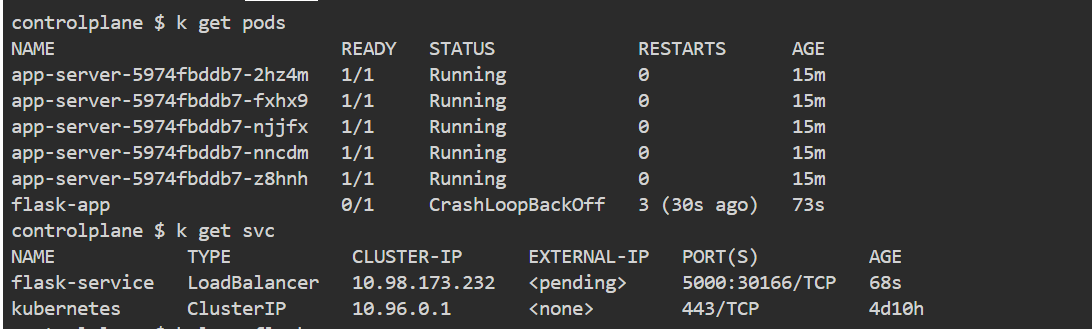 controlplane $ k get pods
NAME READY STATUS RESTARTS AGE
app-server-5974fbddb7-2hz4m 1/1 Running 0 15m
app-server-5974fbddb7-fxhx9 1/1 Running 0 15m
app-server-5974fbddb7-njjfx 1/1 Running 0 15m
app-server-5974fbddb7-nncdm 1/1 Running 0 15m
app-server-5974fbddb7-z8hnh 1/1 Running 0 15m
flask-app 0/1 CrashLoopBackOff 3 (30s ago) 73s
controlplane $ k get svc
NAME TYPE CLUSTER-IP EXTERNAL-IP PORT(S) AGE
flask-service LoadBalancer 10.98.173.232 <pending> 5000:30166/TCP 68s
kubernetes ClusterIP 10.96.0.1 <none> 443/TCP 4d10h